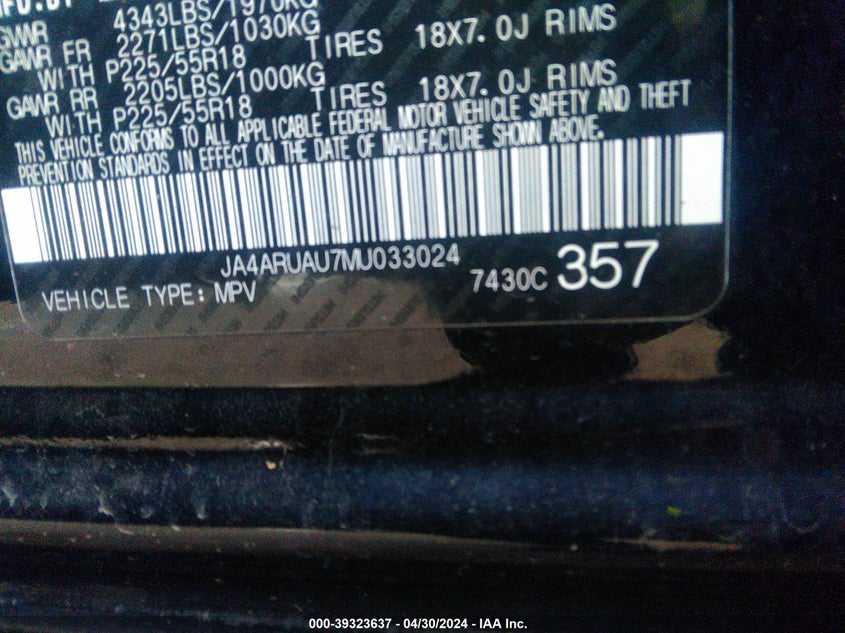 GVWR 4343LBS/1970KG
GAWR FR 2271LBS/1030KG
WITH P225/55R18 TIRES 18X7.0J RIMS
GAWR RR 2205LBS/1000KG
WITH P225/55R18 TIRES 18X7.0J RIMS
THIS VEHICLE CONFORMS TO ALL APPLICABLE FEDERAL MOTOR VEHICLE SAFETY AND THEFT
PREVENTION STANDARDS IN EFFECT ON THE DATE OF MANUFACTURE SHOWN ABOVE.
JA4ARUAU7MU033024
VEHICLE TYPE: MPV 7430C 357
000-39323637 - 04/30/2024 - IAA Inc.